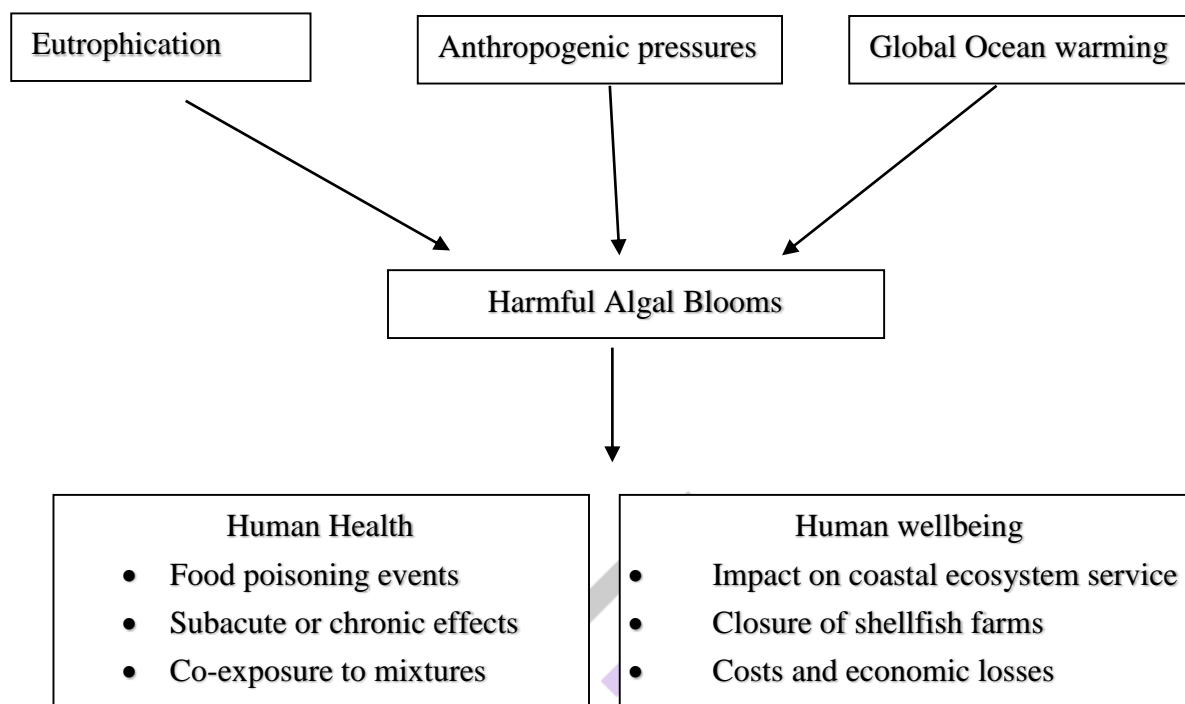 Eutrophication
Anthropogenic pressures
Global Ocean warming
Harmful Algal Blooms
Human Health
• Food poisoning events
• Subacute or chronic effects
• Co-exposure to mixtures
Human wellbeing
• Impact on coastal ecosystem service
• Closure of shellfish farms
• Costs and economic losses